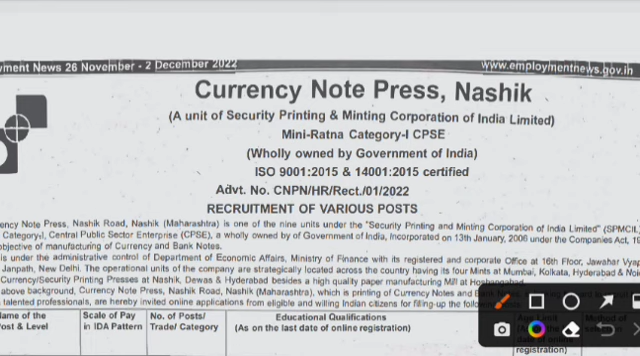 yment News 26 November - 2 December 2022
www.employmentnews.gov.in
Currency Note Press, Nashik
(A unit of Security Printing & Minting Corporation of India Limited)
Mini-Ratna Category-I CPSE
(Wholly owned by Government of India)
ISO 9001:2015 & 14001:2015 certified
Advt. No. CNPN/HR/Rect./01/2022
RECRUITMENT OF VARIOUS POSTS
ency Note Press, Nashik Road, Nashik (Maharashtra) is one of the nine units under the "Security Printing and Minting Corporation of India Limited" (SPMCIL)
Category-I, Central Public Sector Enterprise (CPSE), a wholly owned by of Government of India, Incorporated on 13th January, 2006 under the Companies Act,
objective of manufacturing of Currency and Bank Notes.
is under the administrative control of Department of Economic Affairs, Ministry of Finance with its registered and corporate Office at 16th Floor, Jawahar Vyap
Janpath, New Delhi. The operational units of the company are strategically located across the country having its four Mints at Mumbai, Kolkata, Hyderabad & Noi
Currency/Security Printing Presses at Nashik, Dewas & Hyderabad besides a high quality paper manufacturing Mill at
above background, Currency Note Press, Nashik Road, Nashik (Maharashtra), which is printing of Currency Notes and
talented professionals, are hereby invited online applications from eligible and willing Indian citizens for filling-up the
ame of the
ost & Level
Scale of Pay
in IDA Pattern
No. of Posts/
Trade/ Category
Educational Qualifications
(As on the last date of online registration)
registration)